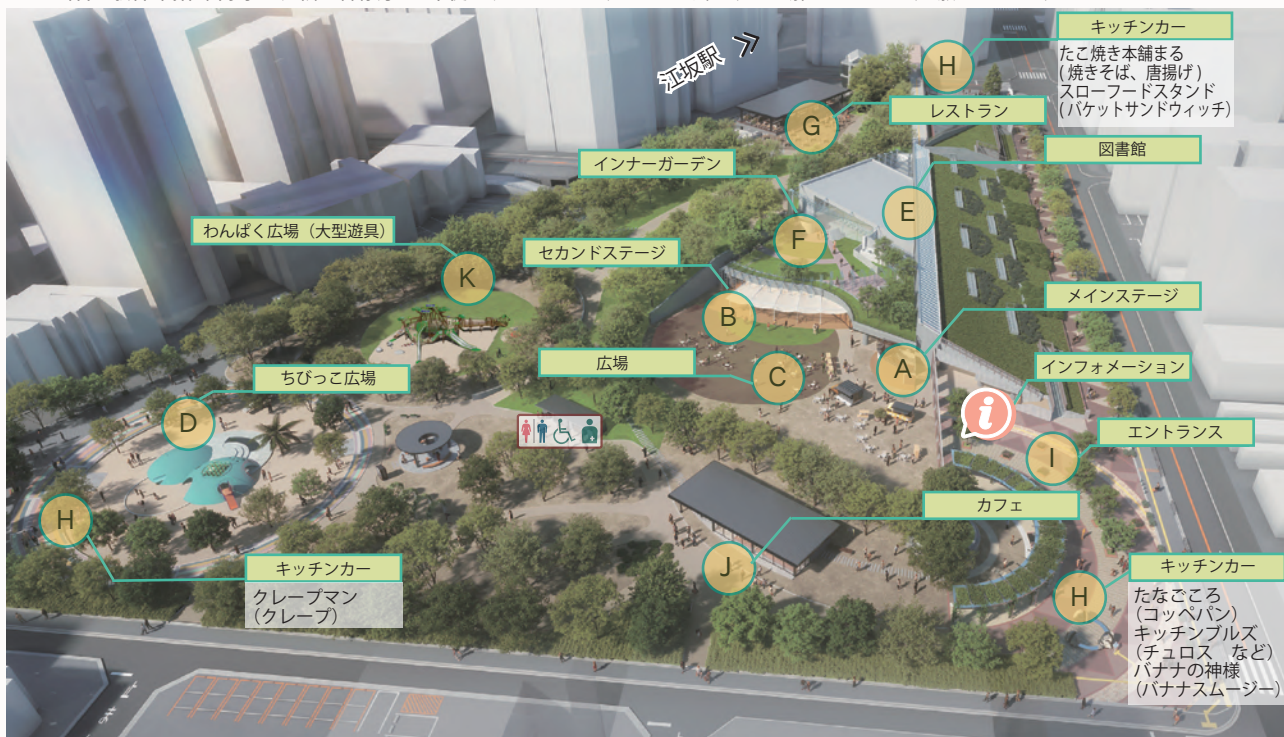 江坂駅
H
キッチンカー
たこ焼き本舗まる
(焼きそば、唐揚げ)
スローフードスタンド
(バケットサンドウィッチ)
G
レストラン
図書館
E
インナーガーデン
F
わんぱく広場（大型遊具）
K
セカンドステージ
B
メインステージ
A
広場
C
インフォメーション
i
ちびっこ広場
D
エントランス
I
カフェ
J
H
キッチンカー
クレープマン
（クレープ）
H
キッチンカー
たなごころ
（コッペパン）
キッチンブルズ
（チュロス　など）
バナナの神様
（バナナスムージー）